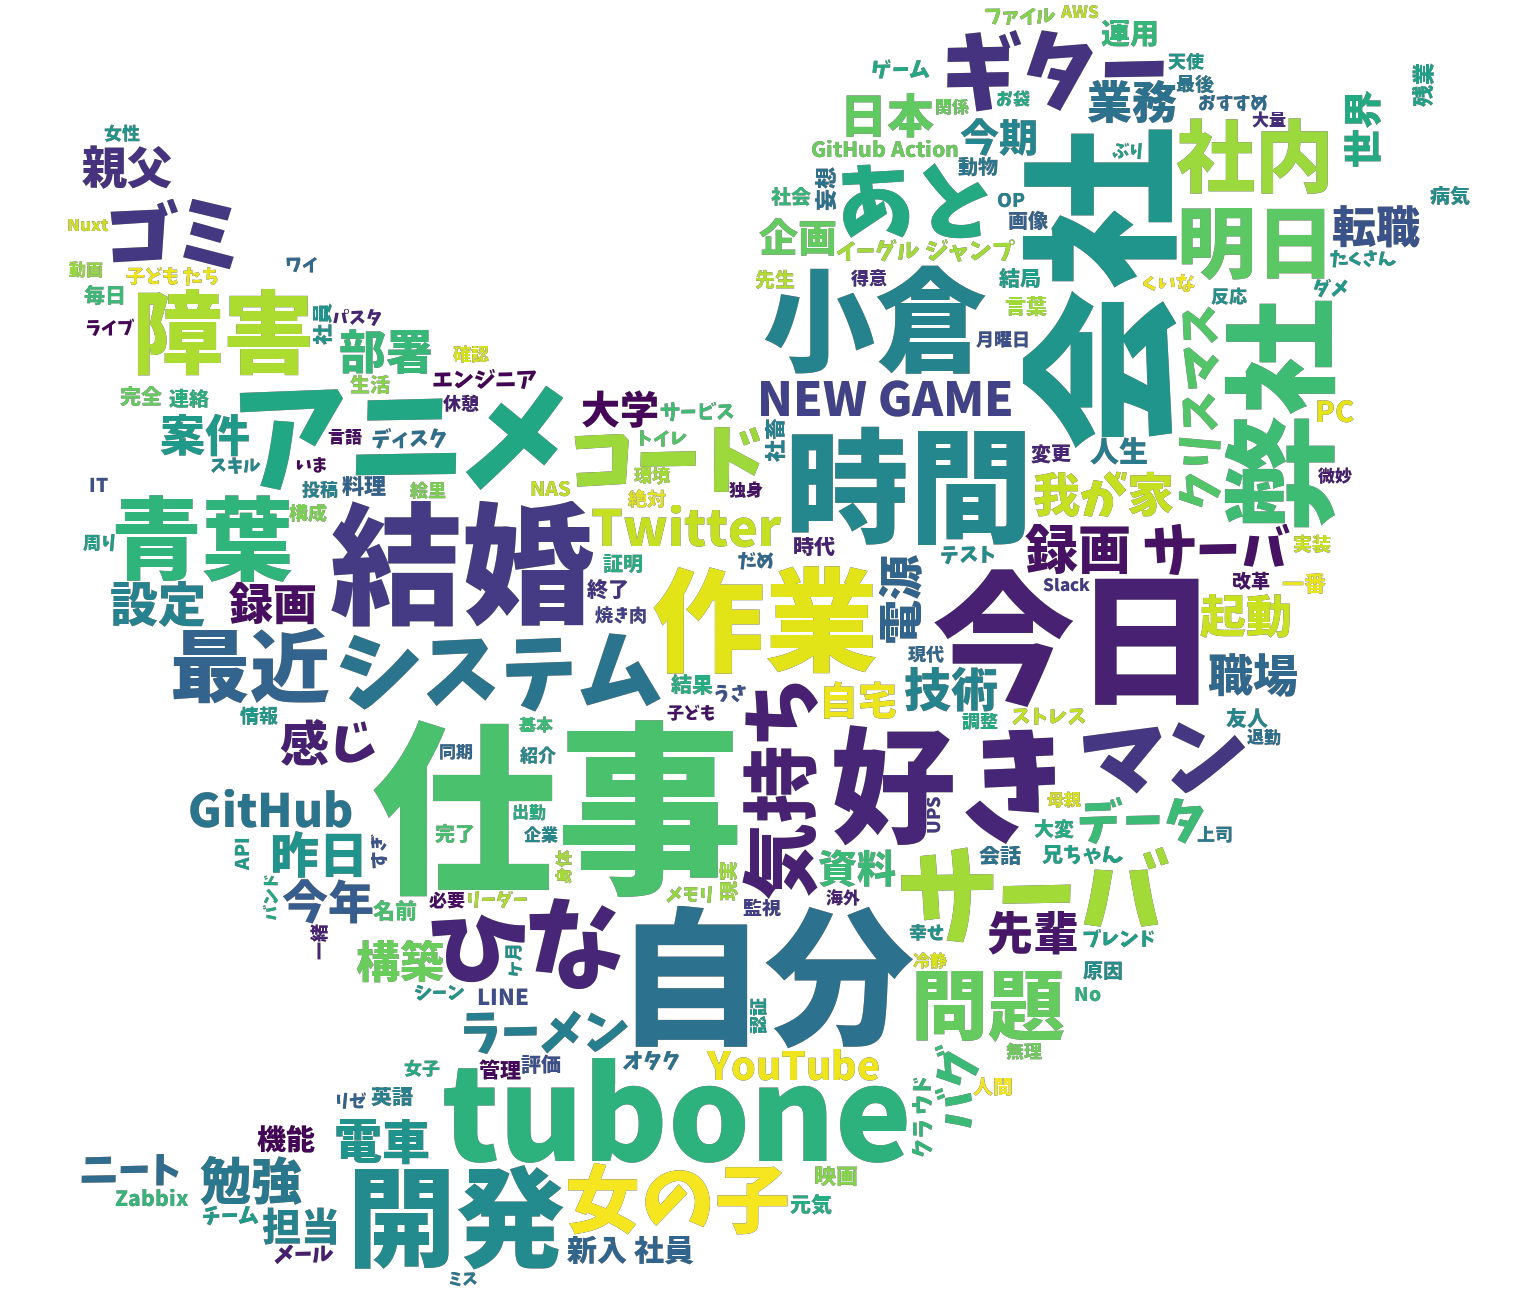 ファイル
AWS
運用
ギター
ゲーム
天使
最後
残業
業務
お袋
おすすめ
関係
日本
世界
大量
今期
社内
女性
GitHub Action
ぶり
親父
動物
会社
あと
妄想
社会
OP
病気
ゴミ
画像
明日
転職
Nuxt
企画
イーグル ジャンプ
たくさん
動画
子どもたち
ワイ
先生
得意
結局
くいな
ダメ
毎日
小倉
反応
言葉
障害
ライブ
社員
パスタ
部署
月曜日
クリスマス
弊社
確認
エンジニア
NEW GAME
生活
完全
連絡
アニメ
休憩
大学
サービス
PC
案件
言語
ディスク
コード
トイレ
社畜
時間
変更
人生
スキル
いま
環境
微妙
IT
投稿
料理
絵里
NAS
絶対
独身
我が家
青葉
構成
結婚
Twitter
周り
録画
サーバ
実装
時代
テスト
だめ
証明
設定
録画
終了
作業
電源
今日
Slack
改革
一番
焼き肉
起動
最近
システム
現代
職場
結果
うさ
自宅
技術
子ども
気持ち
情報
感じ
基本
調整
ストレス
友人
仕事
同期
紹介
好き
マン
退勤
GitHub
出勤
UPS
母親
データ
昨日
API
すぎ
完了
企業
大変
上司
身体
資料
会話
兄ちゃん
サーバ
今年
バンド
名前
必要
リーダー
メモリ
現実
監視
海外
一緒
ひな
自分
先輩
幸せ
ブレンド
構築
ヶ月
冷静
原因
シーン
LINE
問題
No
認証
ラーメン
オタク
無理
女子
管理
評価
YouTube
バグ
人間
リゼ
英語
tubone
クラウド
機能
電車
ニート
勉強
開発
女の子
映画
Zabbix
元気
チーム
担当
メール
新入 社員
ミス